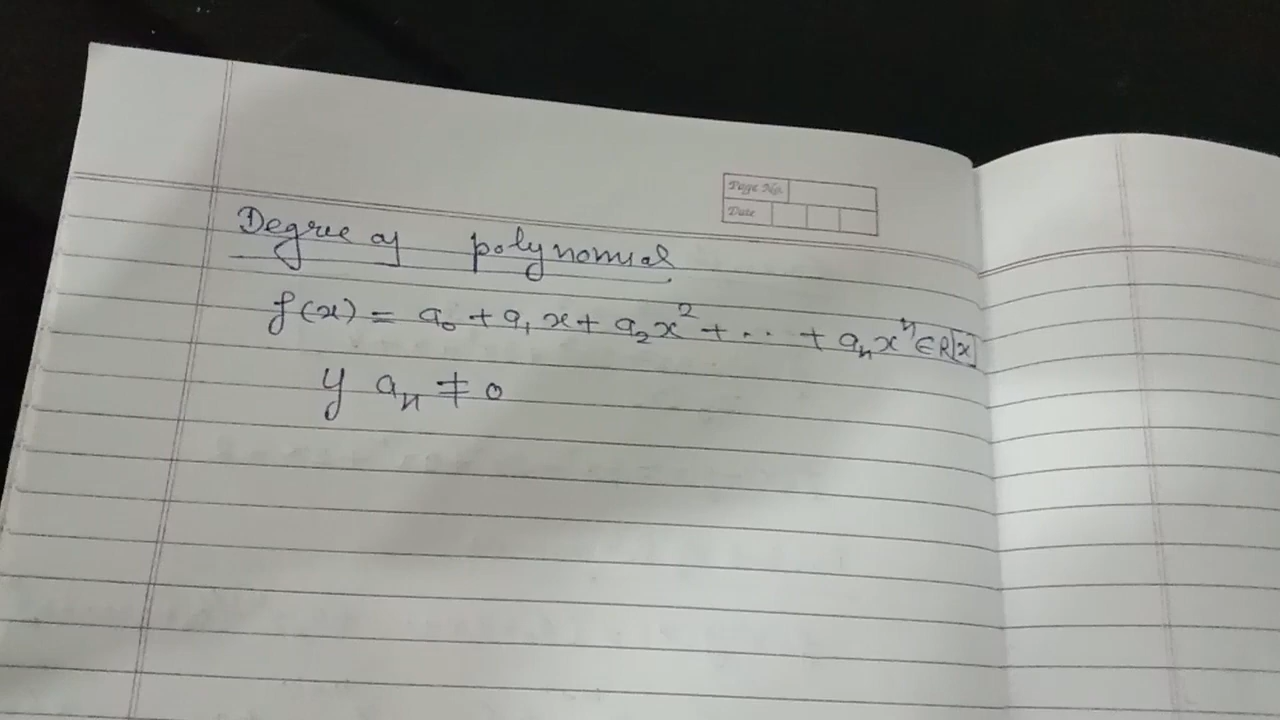 Page No.
Date
Degree of polynomial
f(x) = a₀ + a₁x + a₂x² + ... + aₙxⁿ ∈ R[x]
if aₙ ≠ 0